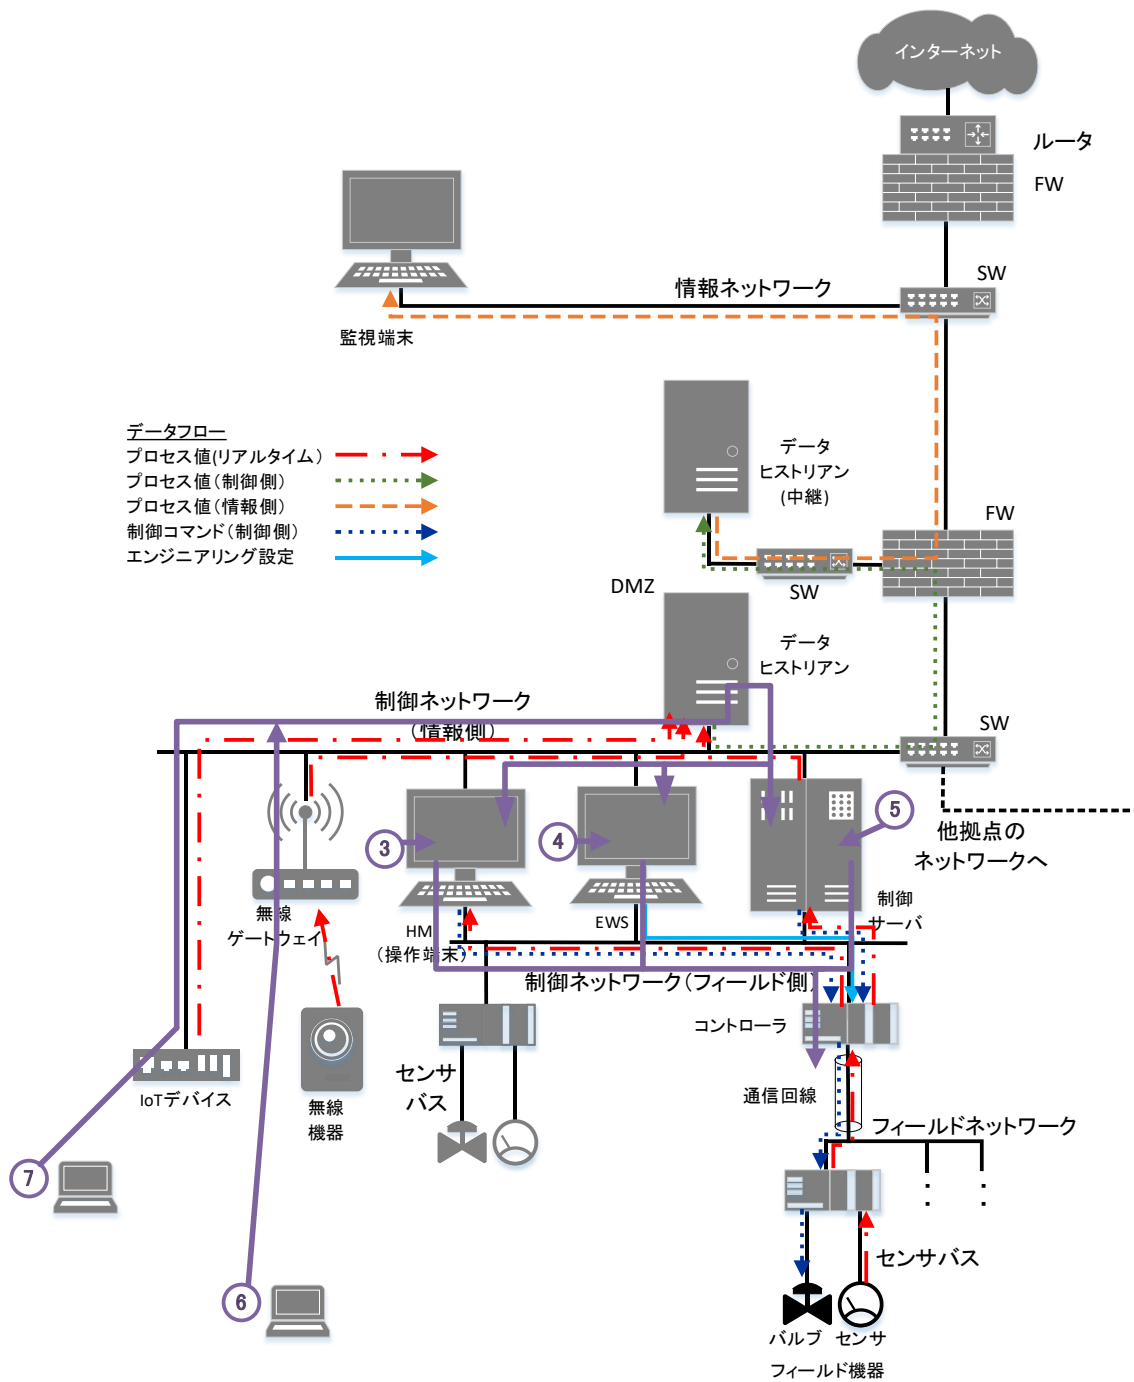 インターネット
ルータ
FW
SW
情報ネットワーク
監視端末
データフロー
プロセス値(リアルタイム)
プロセス値(制御側)
プロセス値(情報側)
制御コマンド(制御側)
エンジニアリング設定
データ
ヒストリアン
(中継)
FW
SW
DMZ
データ
ヒストリアン
制御ネットワーク
(情報側)
SW
他拠点の
ネットワークへ
3
4
5
無線
ゲートウェイ
HM
(操作端末)
EWS
制御
サーバ
制御ネットワーク(フィールド側)
コントローラ
センサ
バス
通信回線
IoTデバイス
無線
機器
フィールドネットワーク
7
6
センサバス
バルブ
センサ
フィールド機器